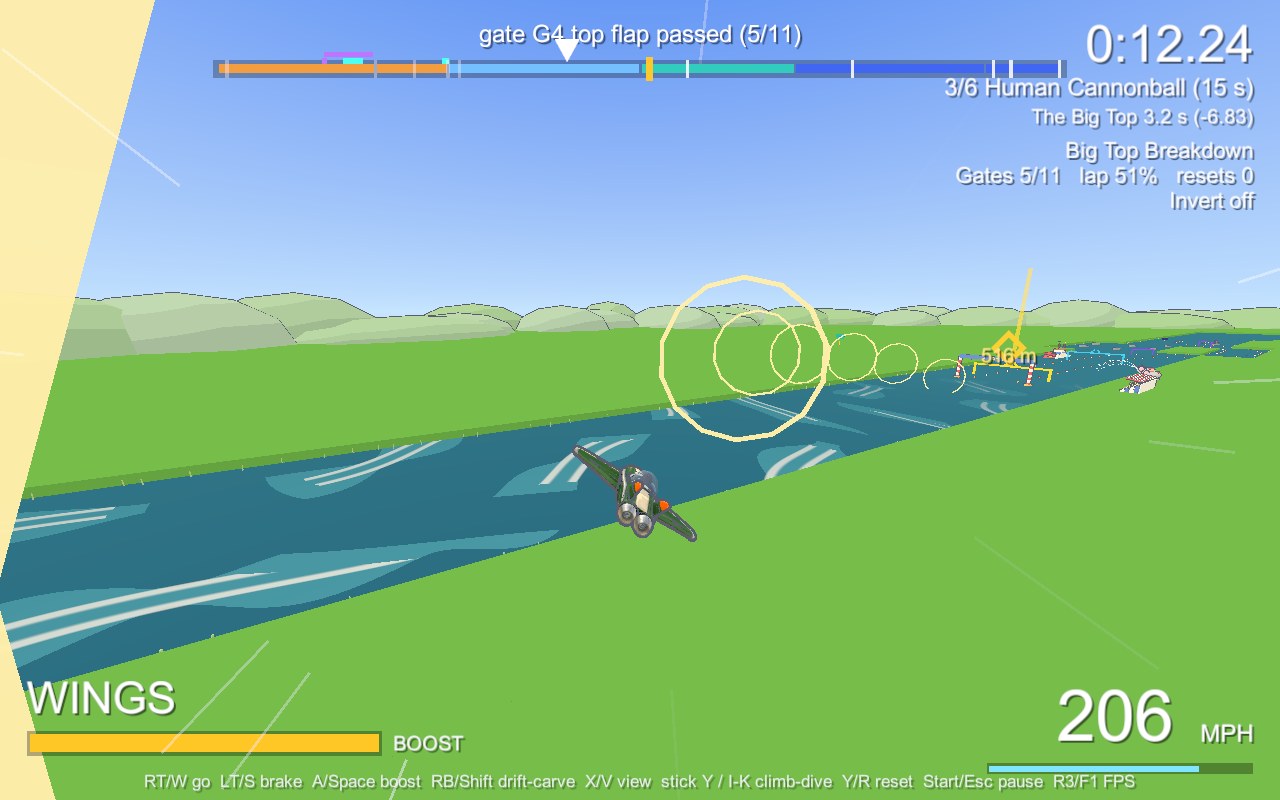 gate G4 top flap passed (5/11)
0:12.24
3/6 Human Cannonball (15 s)
The Big Top 3.2 s (-6.83)
Big Top Breakdown
Gates 5/11 lap 51% resets 0
Invert off
516 m
WINGS
BOOST
206 MPH
RT/W go LT/S brake A/Space boost RB/Shift drift-carve X/V view stick Y / I-K climb-dive Y/R reset Start/Esc pause R3/F1 FPS